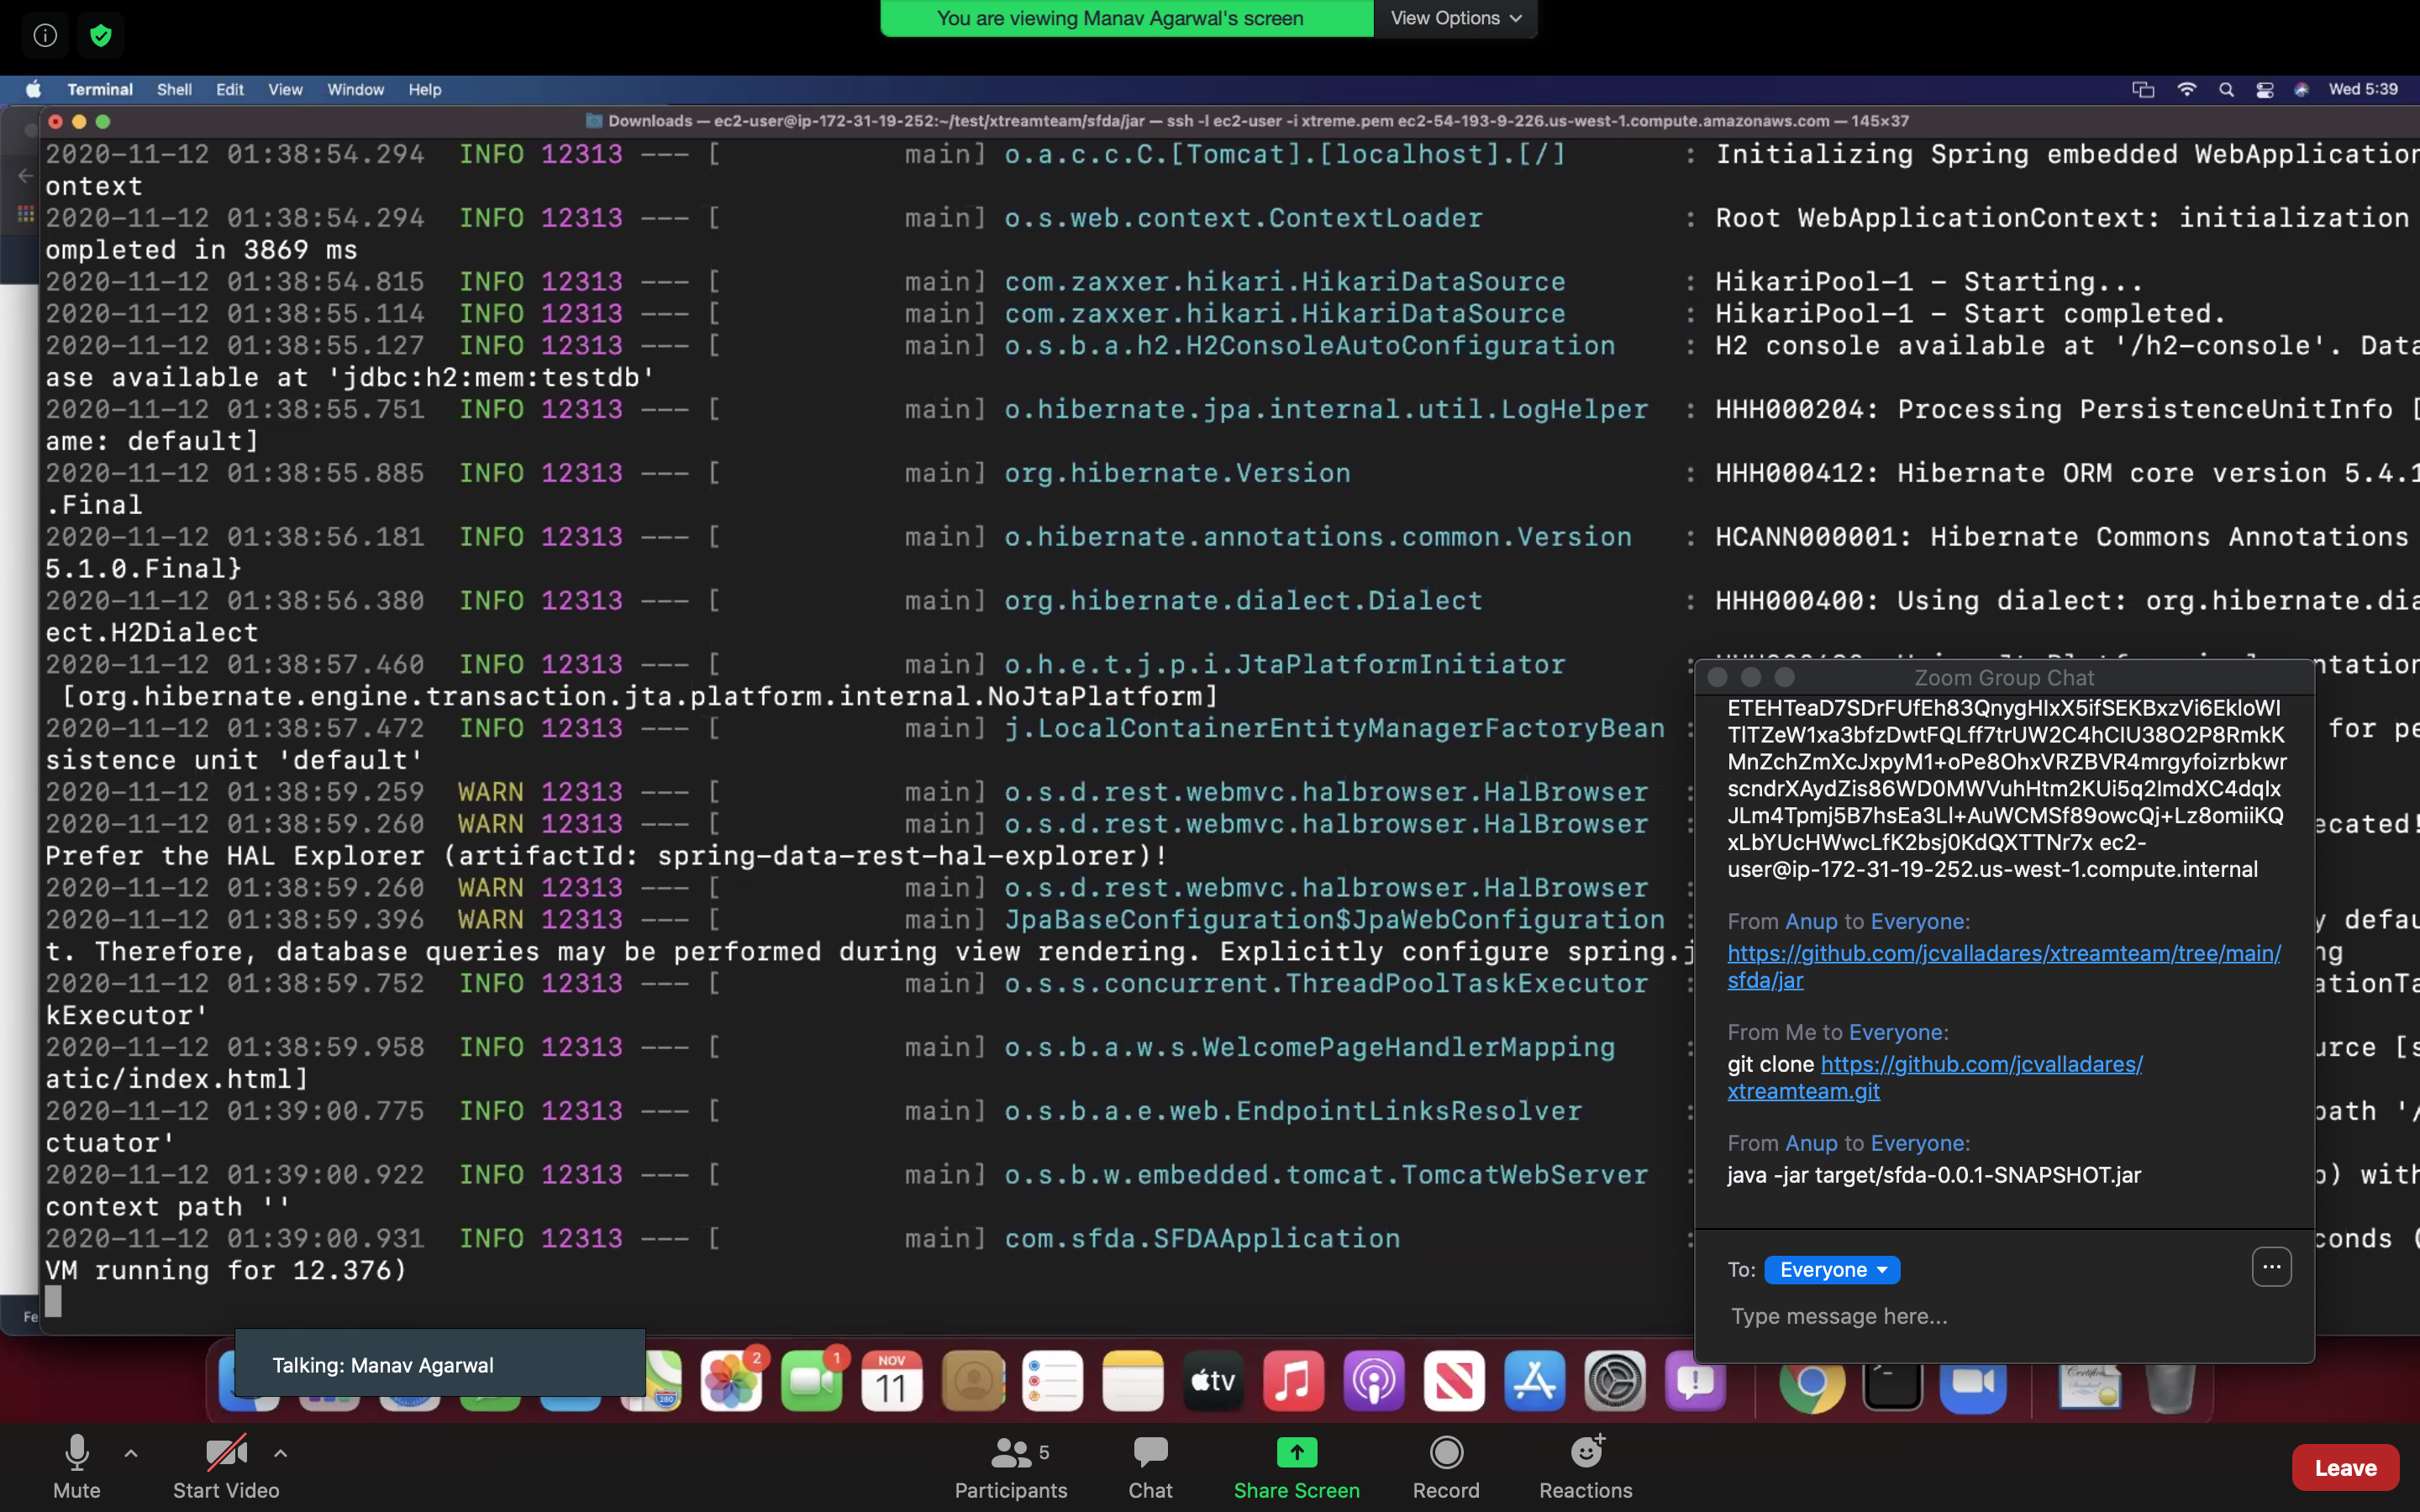 You are viewing Manav Agarwal's screen
View Options
Terminal Shell Edit View Window Help
Wed 5:39
Downloads — ec2-user@ip-172-31-19-252:~/test/xtreamteam/sfda/jar — ssh -l ec2-user -i xtreme.pem ec2-54-193-9-226.us-west-1.compute.amazonaws.com — 145×37
2020-11-12 01:38:54.294 INFO 12313 --- [ main] o.a.c.c.C.[Tomcat].[localhost].[/] : Initializing Spring embedded WebApplication
ontext
2020-11-12 01:38:54.294 INFO 12313 --- [ main] o.s.web.context.ContextLoader : Root WebApplicationContext: initialization
ompleted in 3869 ms
2020-11-12 01:38:54.815 INFO 12313 --- [ main] com.zaxxer.hikari.HikariDataSource : HikariPool-1 - Starting...
2020-11-12 01:38:55.114 INFO 12313 --- [ main] com.zaxxer.hikari.HikariDataSource : HikariPool-1 - Start completed.
2020-11-12 01:38:55.127 INFO 12313 --- [ main] o.s.b.a.h2.H2ConsoleAutoConfiguration : H2 console available at '/h2-console'. Data
ase available at 'jdbc:h2:mem:testdb'
2020-11-12 01:38:55.751 INFO 12313 --- [ main] o.hibernate.jpa.internal.util.LogHelper : HHH000204: Processing PersistenceUnitInfo [
ame: default]
2020-11-12 01:38:55.885 INFO 12313 --- [ main] org.hibernate.Version : HHH000412: Hibernate ORM core version 5.4.1
.Final
2020-11-12 01:38:56.181 INFO 12313 --- [ main] o.hibernate.annotations.common.Version : HCANN000001: Hibernate Commons Annotations
5.1.0.Final}
2020-11-12 01:38:56.380 INFO 12313 --- [ main] org.hibernate.dialect.Dialect : HHH000400: Using dialect: org.hibernate.dia
ect.H2Dialect
2020-11-12 01:38:57.460 INFO 12313 --- [ main] o.h.e.t.j.p.i.JtaPlatformInitiator : ntation
[org.hibernate.engine.transaction.jta.platform.internal.NoJtaPlatform]
2020-11-12 01:38:57.472 INFO 12313 --- [ main] j.LocalContainerEntityManagerFactoryBean : for pe
sistence unit 'default'
2020-11-12 01:38:59.259 WARN 12313 --- [ main] o.s.d.rest.webmvc.halbrowser.HalBrowser :
2020-11-12 01:38:59.260 WARN 12313 --- [ main] o.s.d.rest.webmvc.halbrowser.HalBrowser : ecated!
Prefer the HAL Explorer (artifactId: spring-data-rest-hal-explorer)!
2020-11-12 01:38:59.260 WARN 12313 --- [ main] o.s.d.rest.webmvc.halbrowser.HalBrowser :
2020-11-12 01:38:59.396 WARN 12313 --- [ main] JpaBaseConfiguration$JpaWebConfiguration : y defau
t. Therefore, database queries may be performed during view rendering. Explicitly configure spring.j ng
2020-11-12 01:38:59.752 INFO 12313 --- [ main] o.s.s.concurrent.ThreadPoolTaskExecutor : ationTa
kExecutor'
2020-11-12 01:38:59.958 INFO 12313 --- [ main] o.s.b.a.w.s.WelcomePageHandlerMapping : urce [s
atic/index.html]
2020-11-12 01:39:00.775 INFO 12313 --- [ main] o.s.b.a.e.web.EndpointLinksResolver : path '/
ctuator'
2020-11-12 01:39:00.922 INFO 12313 --- [ main] o.s.b.w.embedded.tomcat.TomcatWebServer : p) with
context path ''
2020-11-12 01:39:00.931 INFO 12313 --- [ main] com.sfda.SFDAApplication : conds (
VM running for 12.376)
Zoom Group Chat
ETEHTeaD7SDrFUfEh83QnygHIxX5ifSEKBxzVi6EkloWI
TlTZeW1xa3bfzDwtFQLff7trUW2C4hCIU38O2P8RmkK
MnZchZmXcJxpyM1+oPe8OhxVRZBVR4mrgyfoizrbkwr
scndrXAydZis86WD0MWVuhHtm2KUi5q2ImdXC4dqlx
JLm4Tpmj5B7hsEa3LI+AuWCMSf89owcQj+Lz8omiiKQ
xLbYUcHWwcLfK2bsj0KdQXTTNr7x ec2-
user@ip-172-31-19-252.us-west-1.compute.internal
From Anup to Everyone:
https://github.com/jcvalladares/xtreamteam/tree/main/
sfda/jar
From Me to Everyone:
git clone https://github.com/jcvalladares/
xtreamteam.git
From Anup to Everyone:
java -jar target/sfda-0.0.1-SNAPSHOT.jar
To: Everyone
Type message here...
Fe
Talking: Manav Agarwal
2
1
NOV
11
tv
Mute
Start Video
5
Participants
Chat
Share Screen
Record
Reactions
Leave